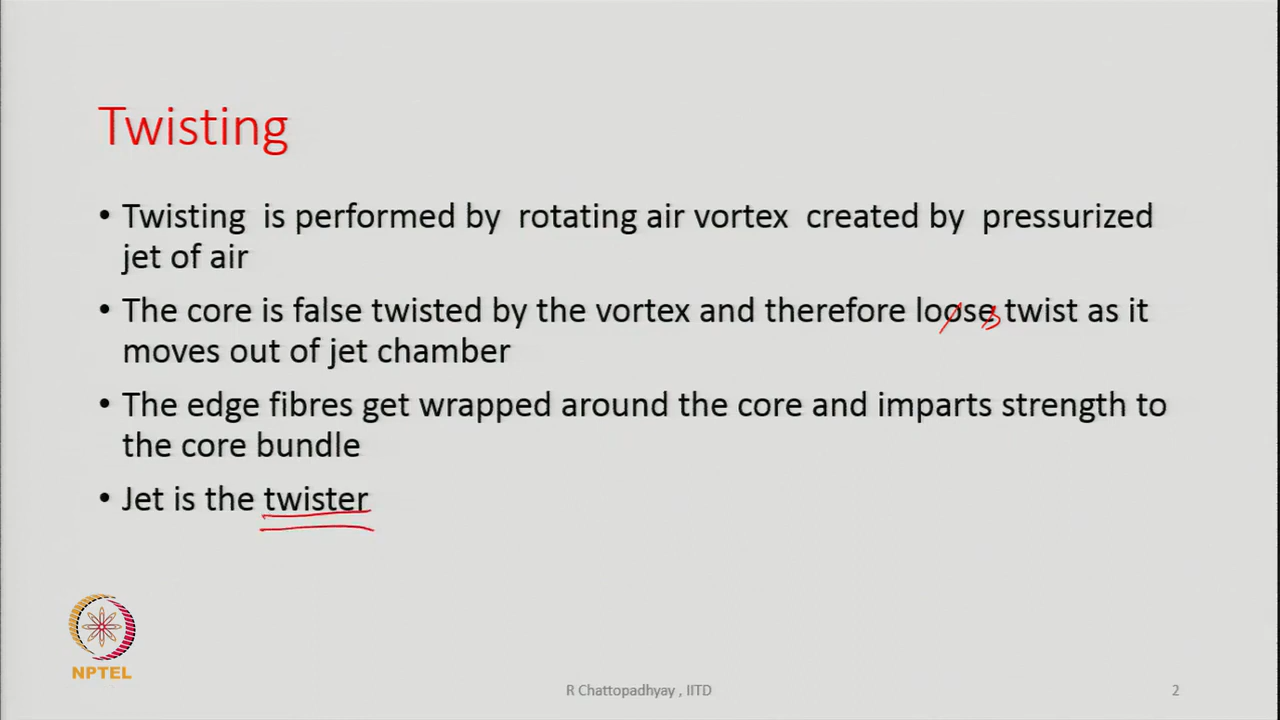 Twisting
• Twisting is performed by rotating air vortex created by pressurized
jet of air
• The core is false twisted by the vortex and therefore loose twist as it
moves out of jet chamber
• The edge fibres get wrapped around the core and imparts strength to
the core bundle
• Jet is the twister
NPTEL
R Chattopadhyay , IITD
2